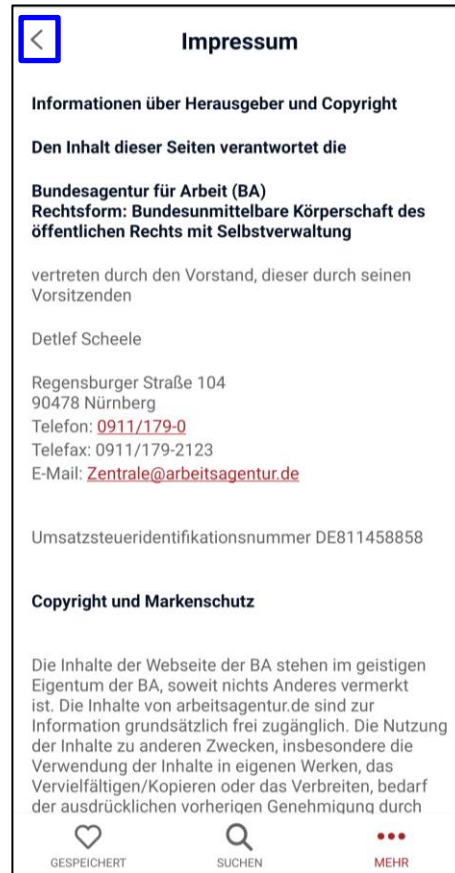 Impressum
Informationen über Herausgeber und Copyright
Den Inhalt dieser Seiten verantwortet die
Bundesagentur für Arbeit (BA)
Rechtsform: Bundesunmittelbare Körperschaft des
öffentlichen Rechts mit Selbstverwaltung
vertreten durch den Vorstand, dieser durch seinen
Vorsitzenden
Detlef Scheele
Regensburger Straße 104
90478 Nürnberg
Telefon: 0911/179-0
Telefax: 0911/179-2123
E-Mail: Zentrale@arbeitsagentur.de
Umsatzsteueridentifikationsnummer DE811458858
Copyright und Markenschutz
Die Inhalte der Webseite der BA stehen im geistigen
Eigentum der BA, soweit nichts Anderes vermerkt
ist. Die Inhalte von arbeitsagentur.de sind zur
Information grundsätzlich frei zugänglich. Die Nutzung
der Inhalte zu anderen Zwecken, insbesondere die
Verwendung der Inhalte in eigenen Werken, das
Vervielfältigen/Kopieren oder das Verbreiten, bedarf
der ausdrücklichen vorherigen Genehmigung durch
GESPEICHERT SUCHEN MEHR